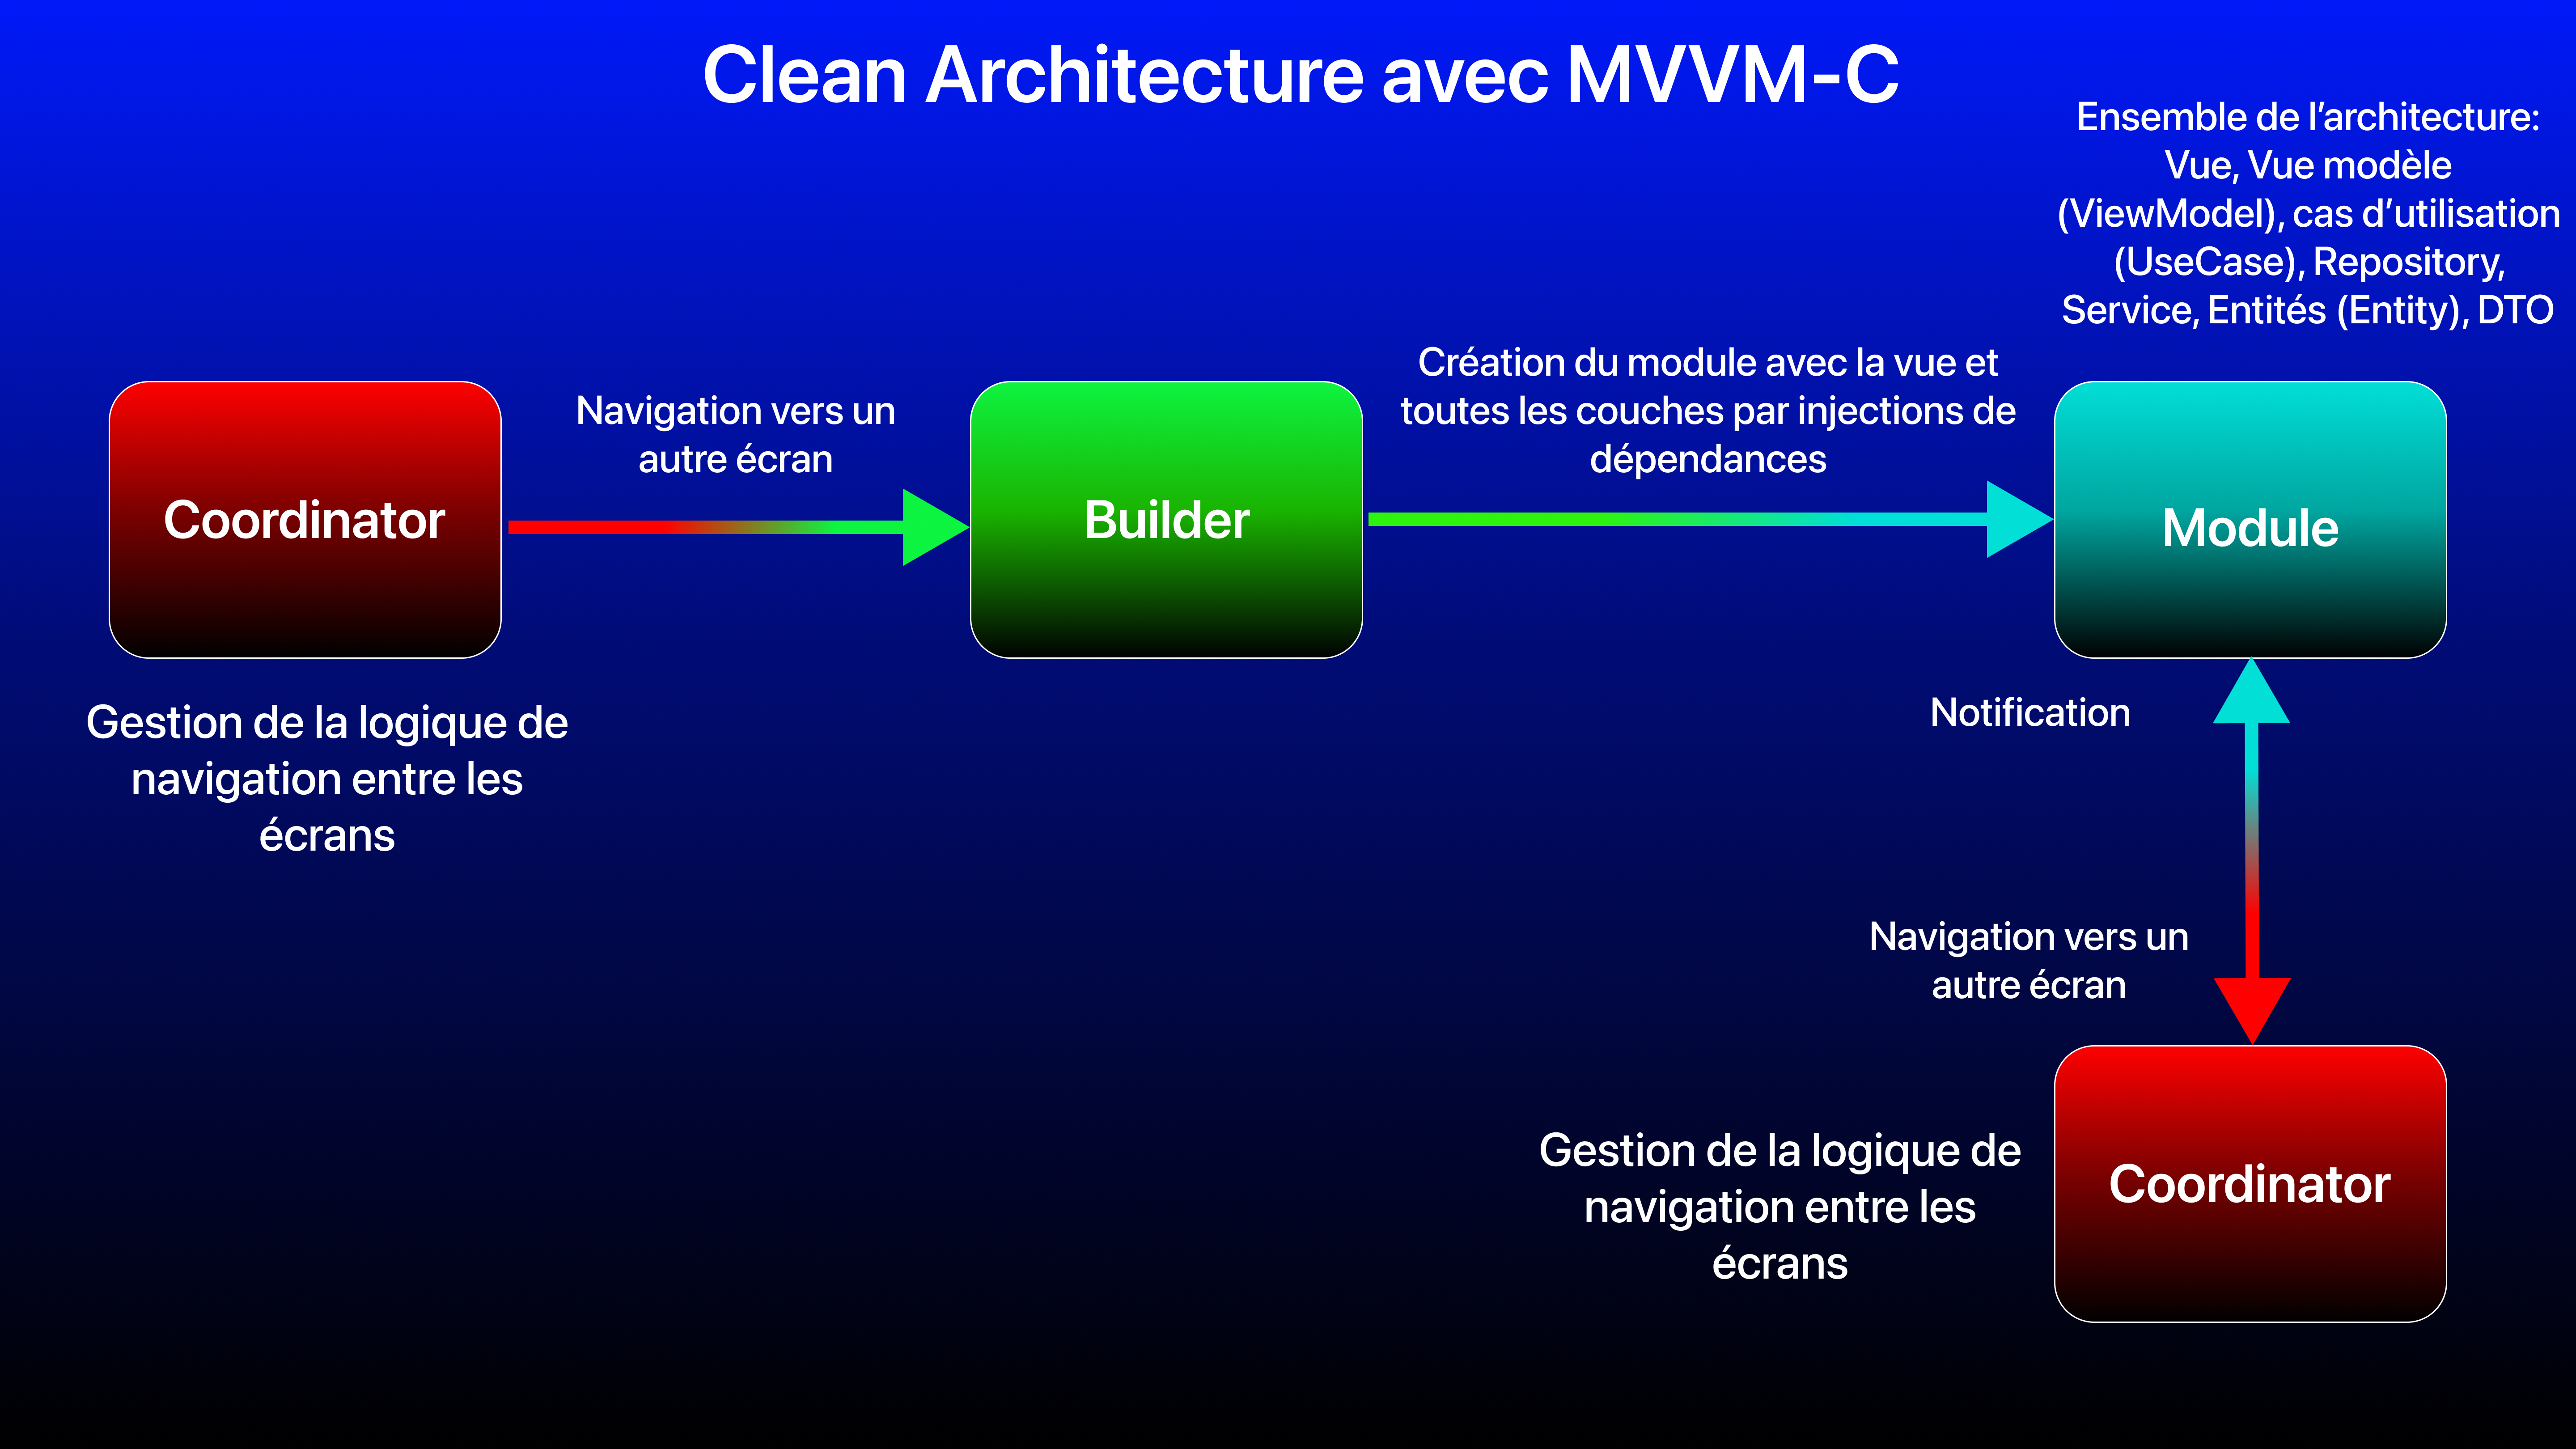 Clean Architecture avec MVVM-C
Ensemble de l’architecture:
Vue, Vue modèle
(ViewModel), cas d’utilisation
(UseCase), Repository,
Service, Entités (Entity), DTO
Navigation vers un
autre écran
Création du module avec la vue et
toutes les couches par injections de
dépendances
Coordinator
Builder
Module
Gestion de la logique de
navigation entre les
écrans
Notification
Navigation vers un
autre écran
Gestion de la logique de
navigation entre les
écrans
Coordinator